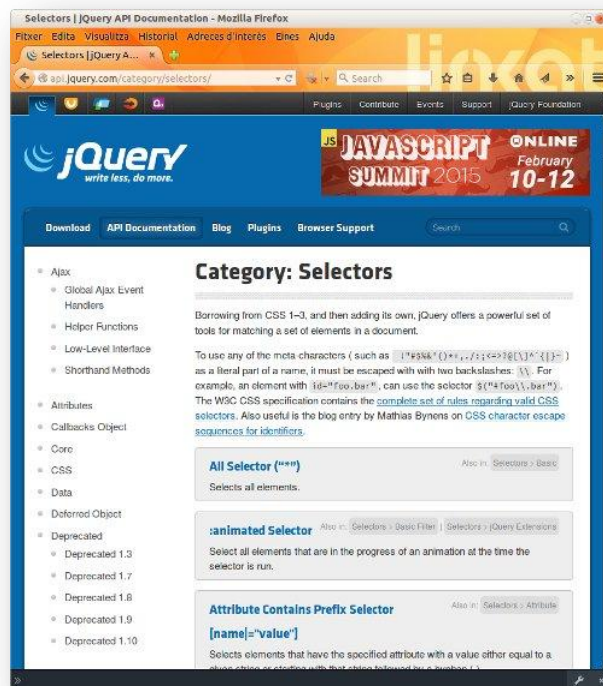 Selectors | jQuery API Documentation - Mozilla Firefox
Fitxer Edita Visualitza Historial Adreces d'interès Eines Ajuda
Selectors | jQuery A... ×
api.jquery.com/category/selectors/
Search
linkat
Plugins Contribute Events Support jQuery Foundation
jQuery
write less, do more.
JS JAVASCRIPT
SUMMIT 2015
ONLINE
February
10-12
Download API Documentation Blog Plugins Browser Support
Search
Ajax
Global Ajax Event
Handlers
Helper Functions
Low-Level Interface
Shorthand Methods
Attributes
Callbacks Object
Core
CSS
Data
Deferred Object
Deprecated
Deprecated 1.3
Deprecated 1.7
Deprecated 1.8
Deprecated 1.9
Deprecated 1.10
Category: Selectors
Borrowing from CSS 1–3, and then adding its own, jQuery offers a powerful set of
tools for matching a set of elements in a document.
To use any of the meta-characters ( such as !"#$%&'()*+,./:;<=>?@[\]^`{|}~ )
as a literal part of a name, it must be escaped with with two backslashes: \\. For
example, an element with id="foo.bar", can use the selector $("#foo\\.bar").
The W3C CSS specification contains the complete set of rules regarding valid CSS
selectors. Also useful is the blog entry by Mathias Bynens on CSS character escape
sequences for identifiers.
All Selector ("*")
Also in: Selectors > Basic
Selects all elements.
:animated Selector
Also in: Selectors > Basic Filter | Selectors > jQuery Extensions
Select all elements that are in the progress of an animation at the time the
selector is run.
Attribute Contains Prefix Selector
[name|="value"]
Also in: Selectors > Attribute
Selects elements that have the specified attribute with a value either equal to a
given string or starting with that string followed by a hyphen (-).